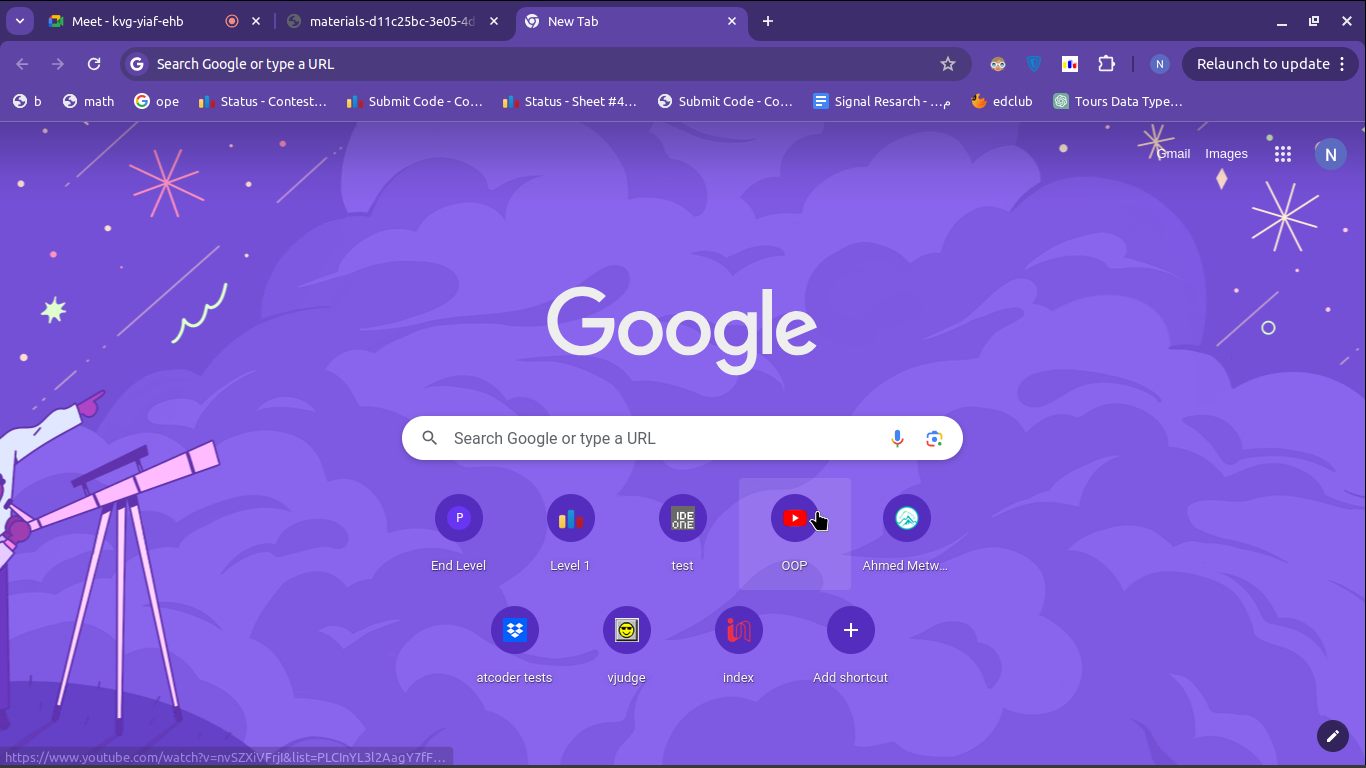 Meet - kvg-yiaf-ehb
materials-d11c25bc-3e05-4d
New Tab
Search Google or type a URL
N
Relaunch to update
b
math
ope
Status - Contest…
Submit Code - Co…
Status - Sheet #4…
Submit Code - Co…
Signal Resarch - …م
edclub
Tours Data Type…
Gmail
Images
N
Google
Search Google or type a URL
P
IDE
ONE
End Level
Level 1
test
OOP
Ahmed Metw…
in
atcoder tests
vjudge
index
Add shortcut
https://www.youtube.com/watch?v=nvSZXiVFrjI&list=PLCInYL3l2AagY7fF…